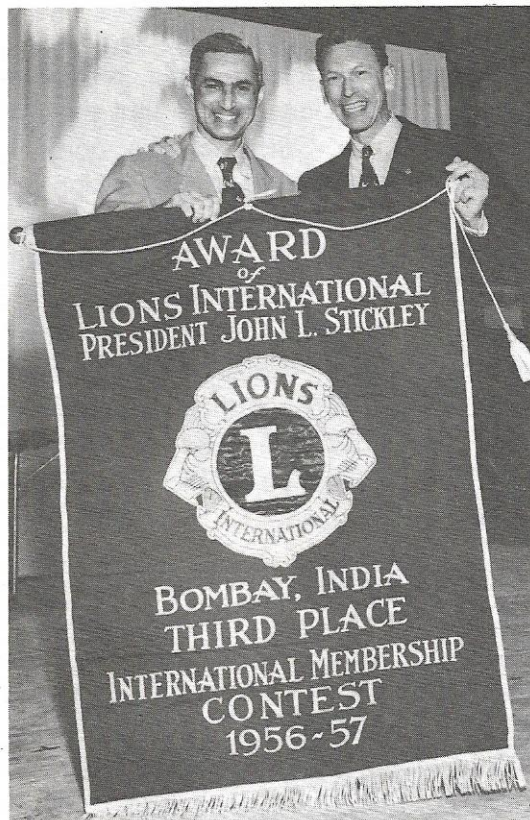 AWARD
of
LIONS INTERNATIONAL
PRESIDENT JOHN L. STICKLEY
LIONS
L
INTERNATIONAL
BOMBAY, INDIA
THIRD PLACE
INTERNATIONAL MEMBERSHIP
CONTEST
1956-57